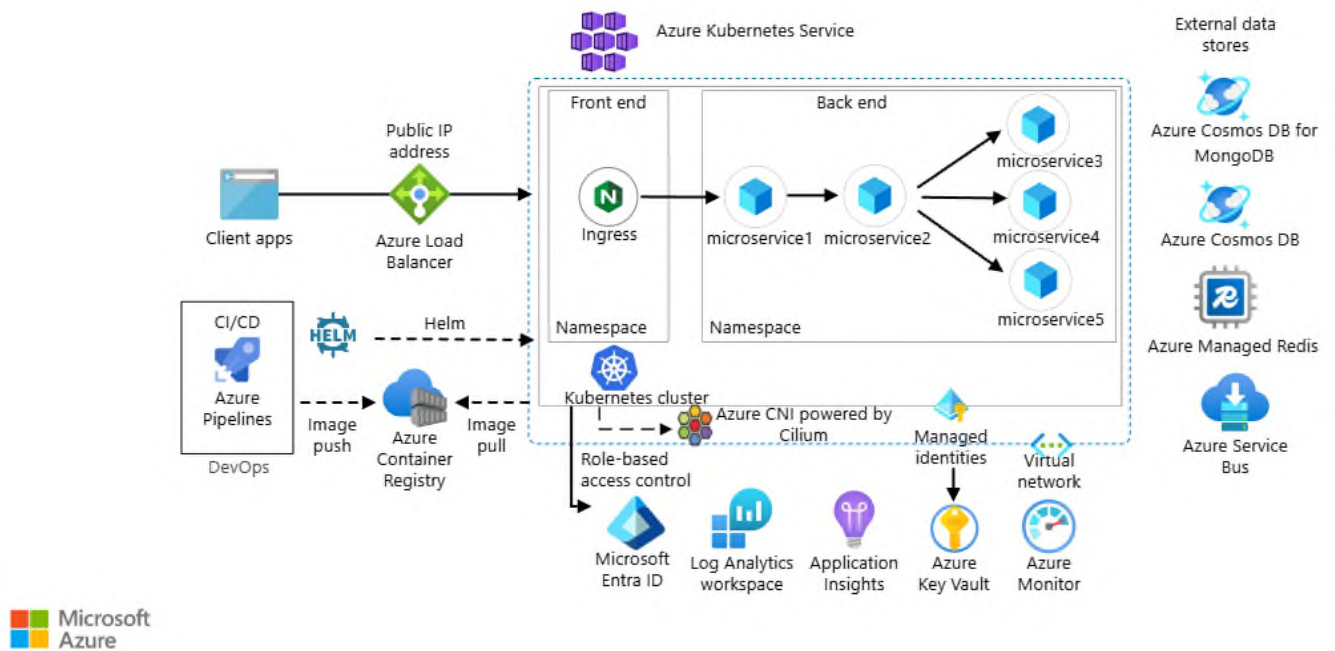 Azure Kubernetes Service
External data
stores
Front end
Back end
Public IP
address
Client apps
Azure Load
Balancer
Ingress
microservice1
microservice2
microservice3
microservice4
microservice5
Namespace
Namespace
Azure Cosmos DB for
MongoDB
Azure Cosmos DB
Azure Managed Redis
Azure Service
Bus
CI/CD
Azure
Pipelines
DevOps
HELM
Helm
Image
push
Azure
Container
Registry
Image
pull
Kubernetes cluster
Azure CNI powered by
Cilium
Managed
identities
Virtual
network
Role-based
access control
Microsoft
Entra ID
Log Analytics
workspace
Application
Insights
Azure
Key Vault
Azure
Monitor
Microsoft
Azure